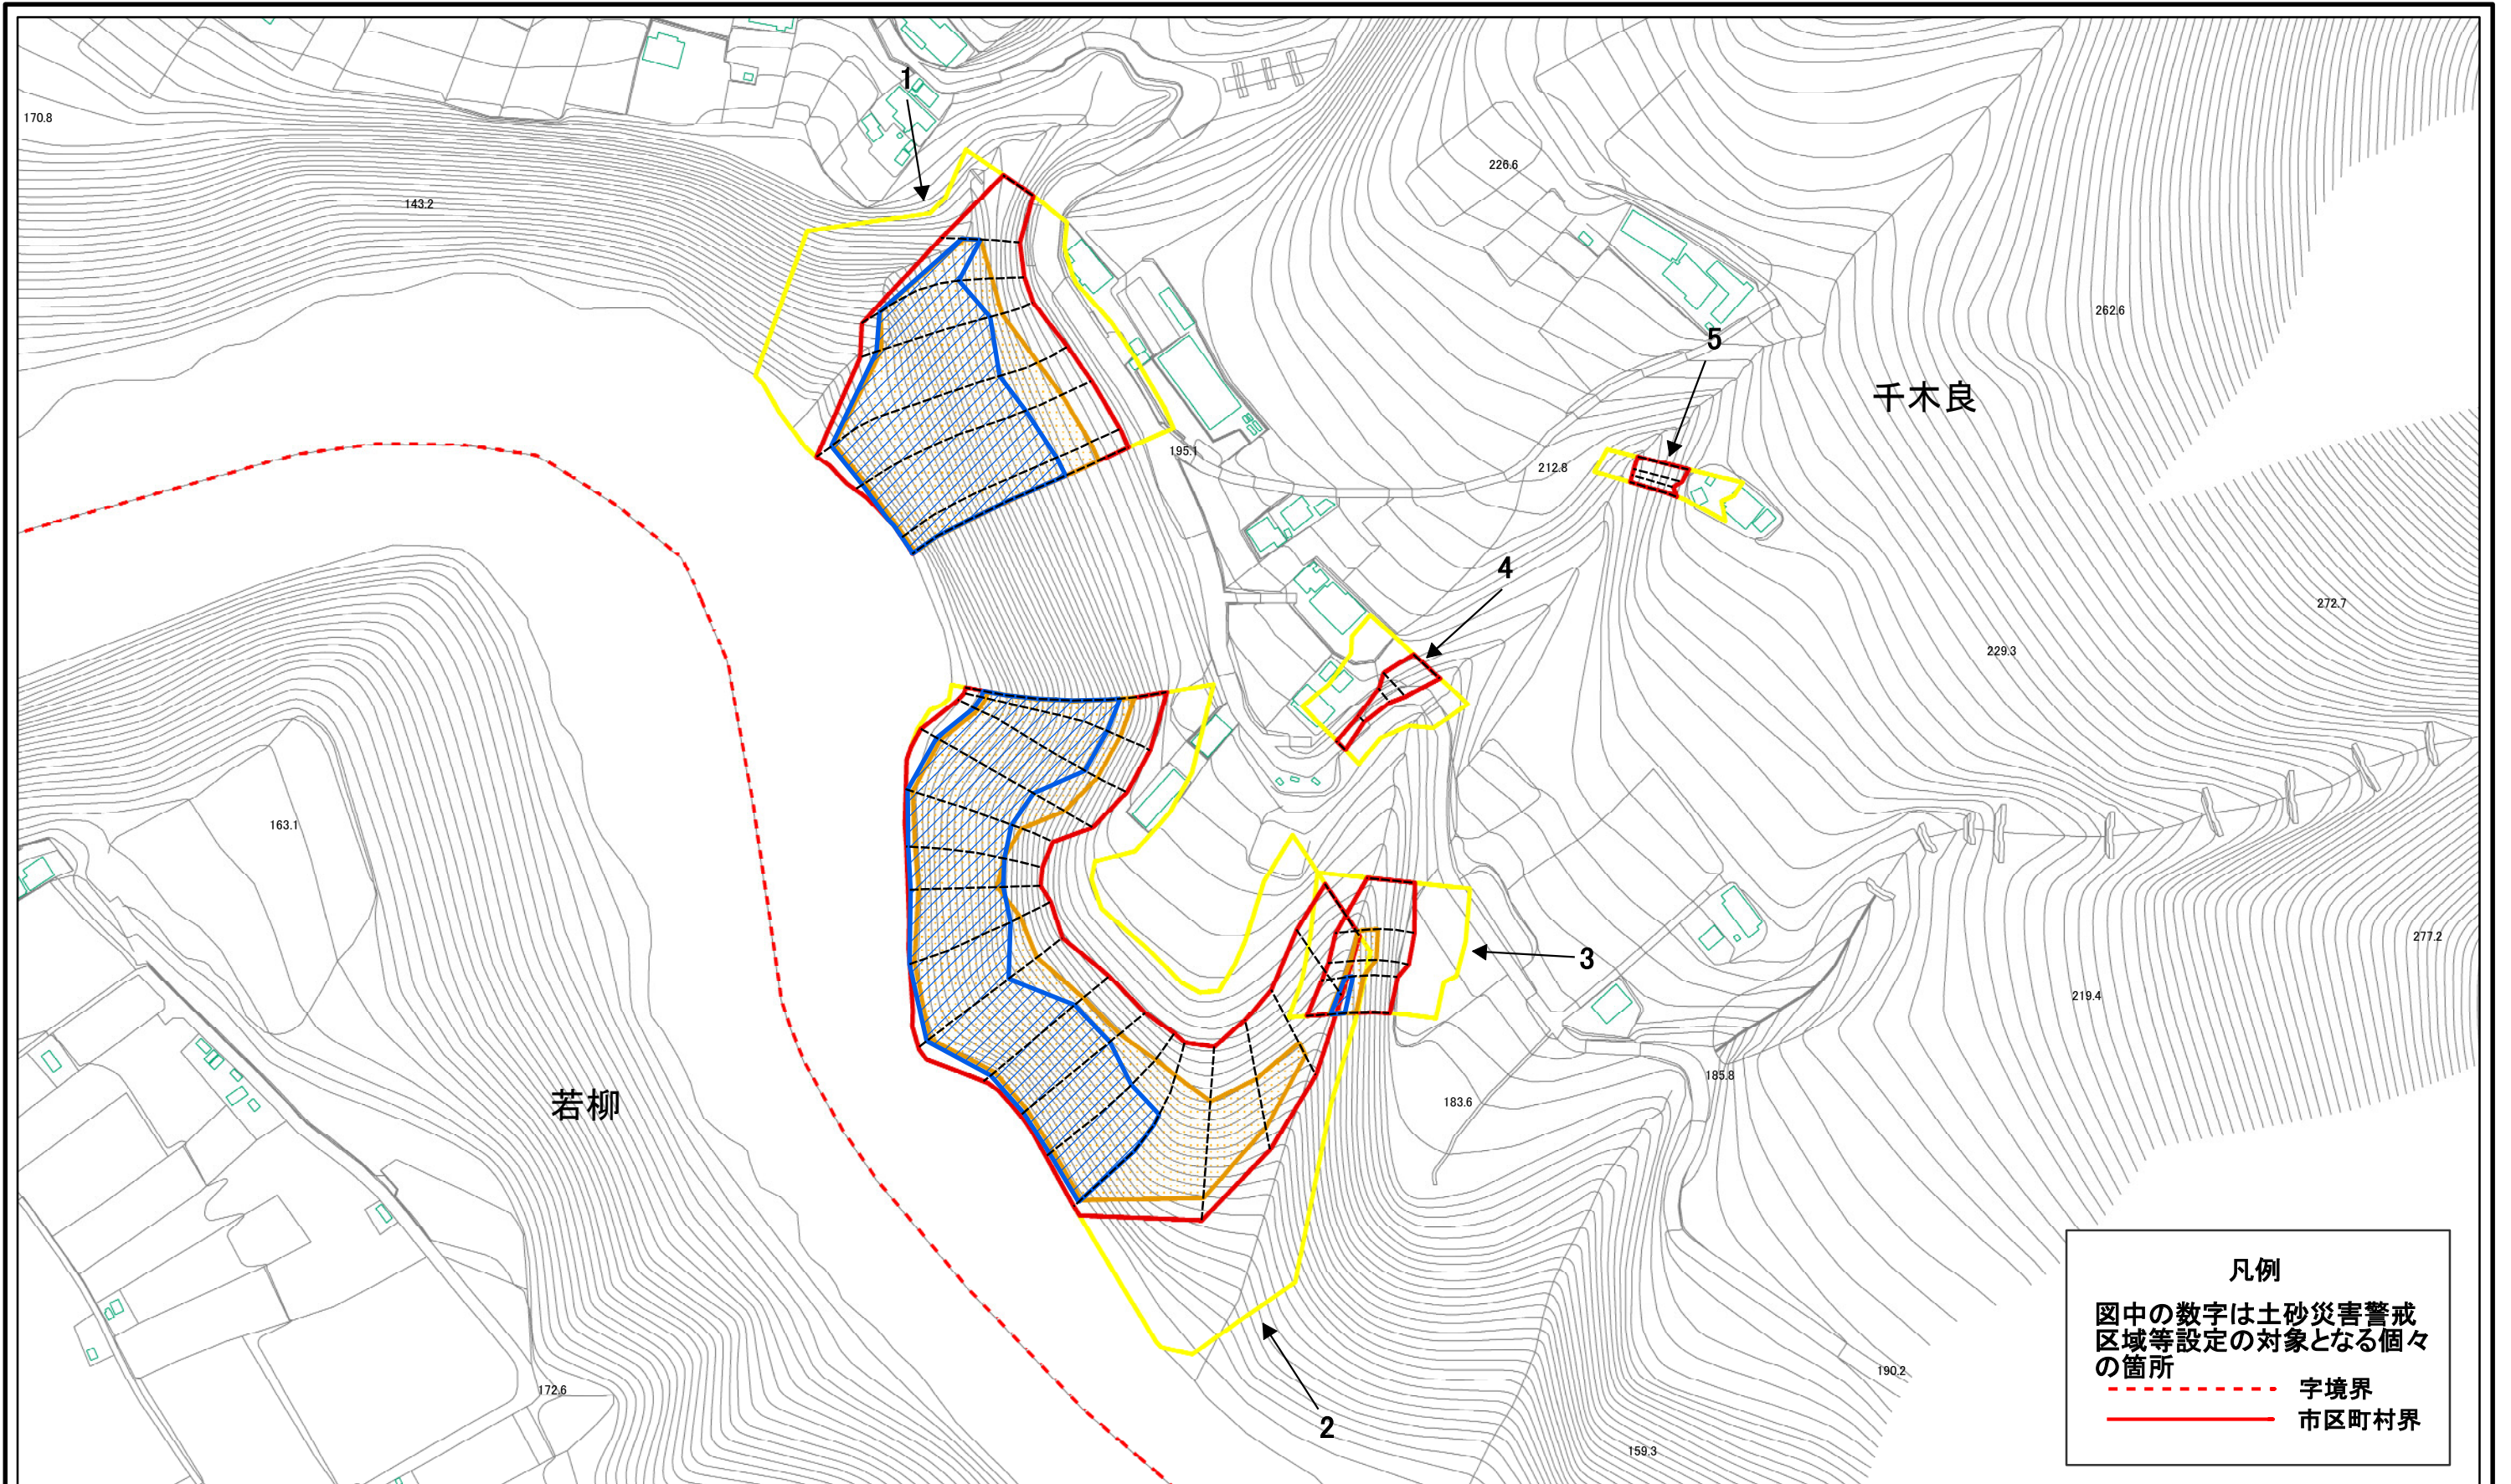 1
170.8
143.2
226.6
262.6
5
千木良
195.1
212.8
4
272.7
229.3
163.1
277.2
3
219.4
185.8
183.6
若柳
190.2
172.6
2
159.3
凡例
図中の数字は土砂災害警戒
区域等設定の対象となる個々
の箇所
字境界
市区町村界